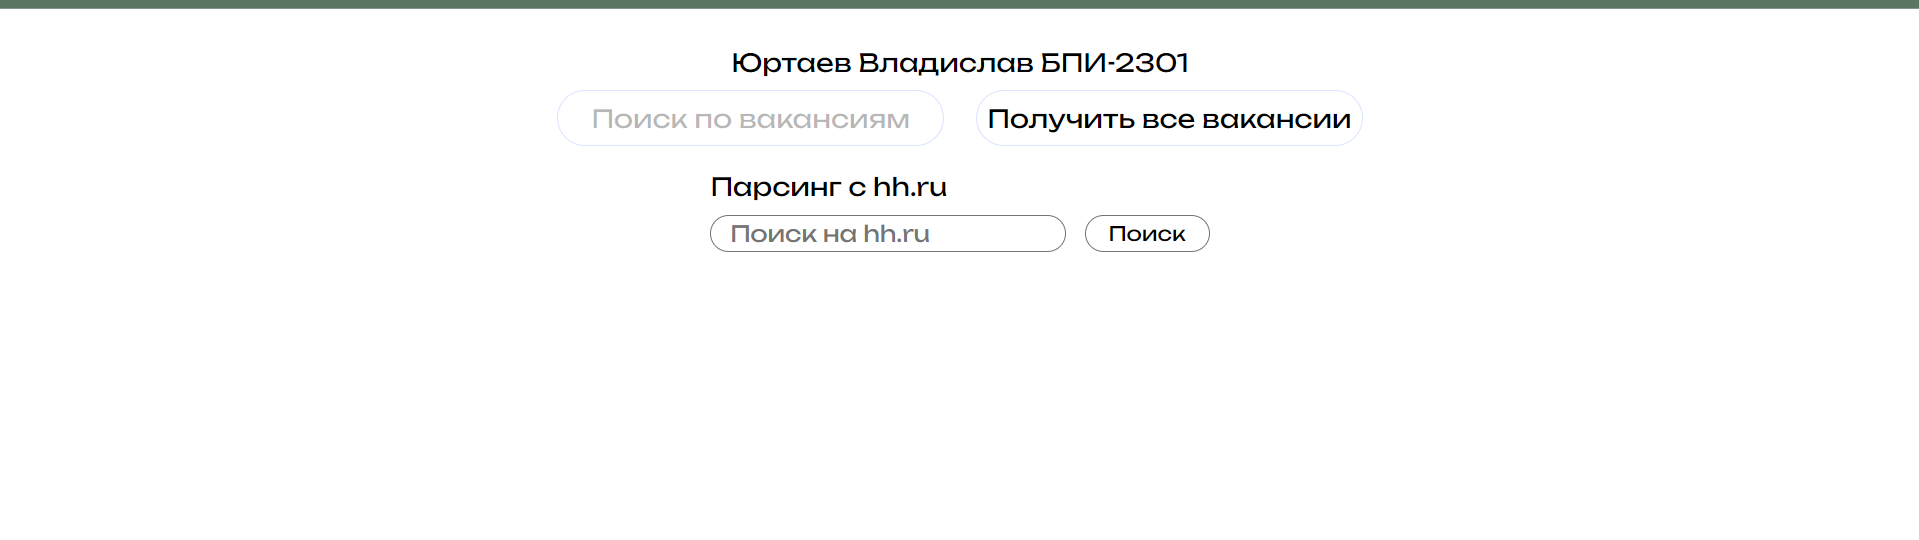 Юртаев Владислав БПИ-2301
Поиск по вакансиям Получить все вакансии
Парсинг с hh.ru
Поиск на hh.ru Поиск